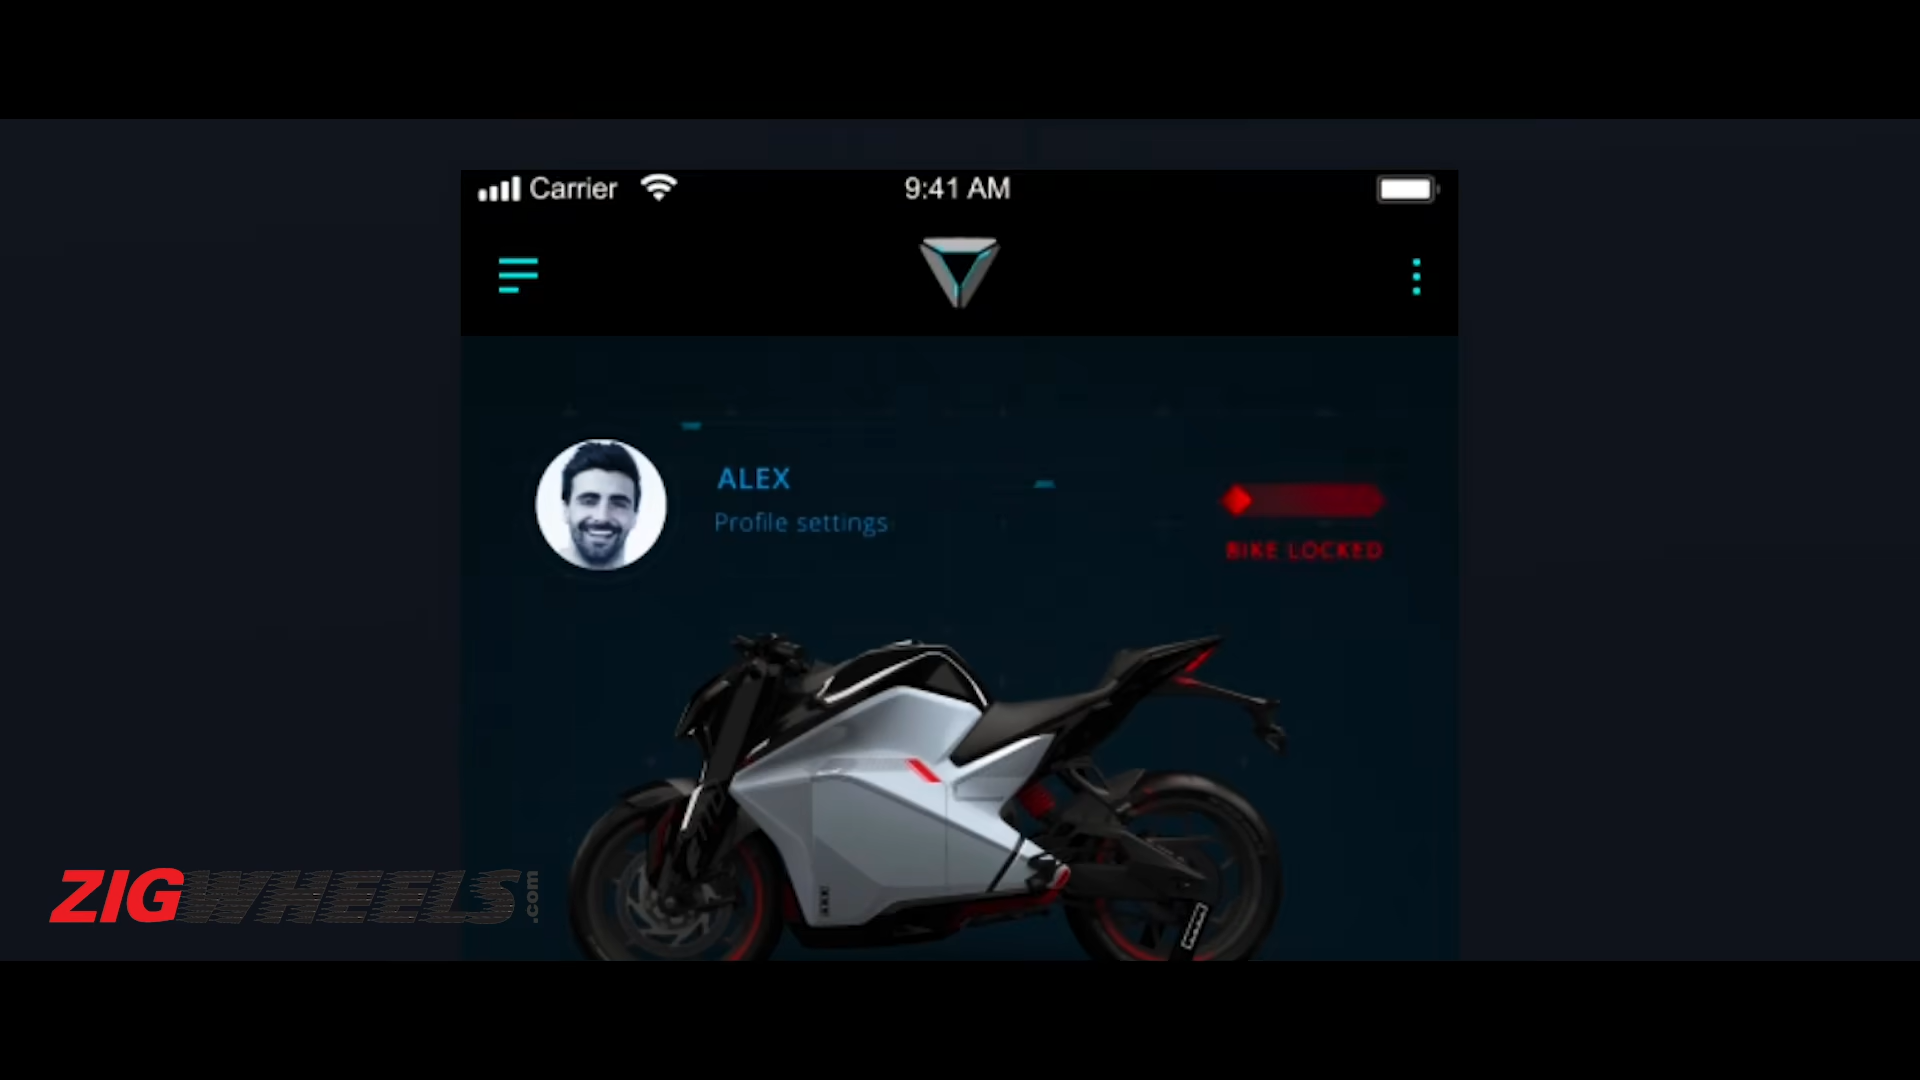 Carrier
9:41 AM
ALEX
Profile settings
BIKE LOCKED
ZIGWHEELS.com